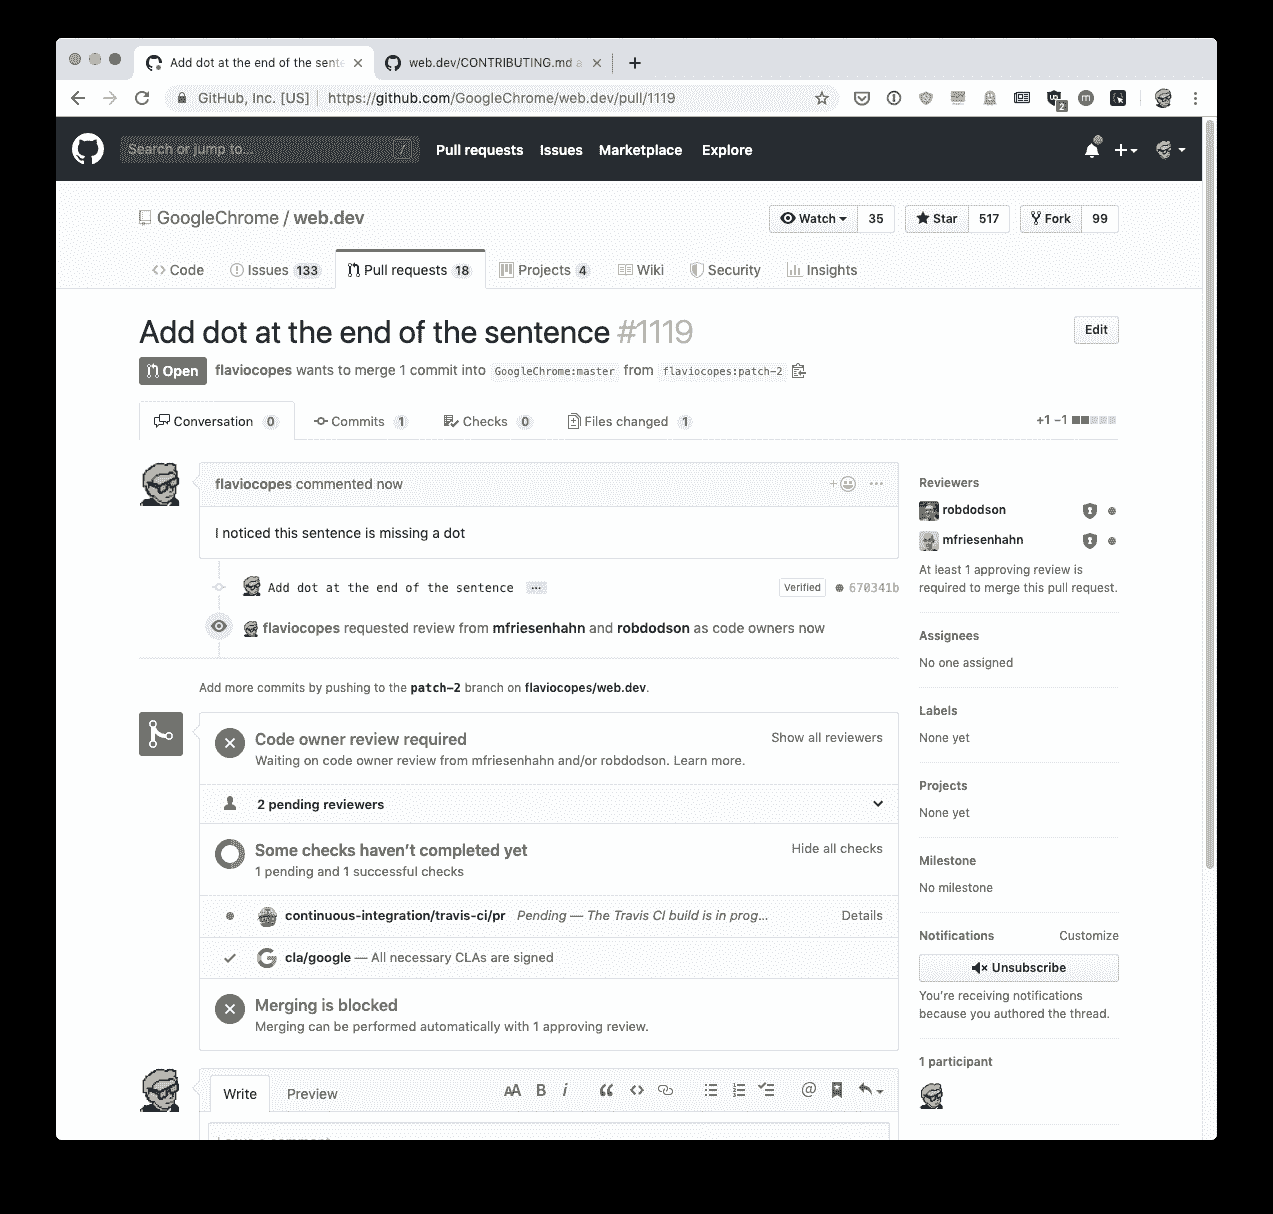 Add dot at the end of the sente
web.dev/CONTRIBUTING.md a
GitHub, Inc. [US] https://github.com/GoogleChrome/web.dev/pull/1119
2
m
Search or jump to... /
Pull requests Issues Marketplace Explore
GoogleChrome / web.dev
Watch 35 Star 517 Fork 99
Code Issues 133 Pull requests 18 Projects 4 Wiki Security Insights
Add dot at the end of the sentence #1119
Edit
Open flaviocopes wants to merge 1 commit into GoogleChrome:master from flaviocopes:patch-2
Conversation 0 Commits 1 Checks 0 Files changed 1 +1 −1
flaviocopes commented now
I noticed this sentence is missing a dot
Add dot at the end of the sentence ... Verified 670341b
flaviocopes requested review from mfriesenhahn and robdodson as code owners now
Add more commits by pushing to the patch-2 branch on flaviocopes/web.dev.
Code owner review required Show all reviewers
Waiting on code owner review from mfriesenhahn and/or robdodson. Learn more.
2 pending reviewers
Some checks haven’t completed yet Hide all checks
1 pending and 1 successful checks
continuous-integration/travis-ci/pr Pending — The Travis CI build is in prog... Details
cla/google — All necessary CLAs are signed
Merging is blocked
Merging can be performed automatically with 1 approving review.
Write Preview
AA B i
@
Leave a comment
Reviewers
robdodson
mfriesenhahn
At least 1 approving review is
required to merge this pull request.
Assignees
No one assigned
Labels
None yet
Projects
None yet
Milestone
No milestone
Notifications Customize
Unsubscribe
You’re receiving notifications
because you authored the thread.
1 participant